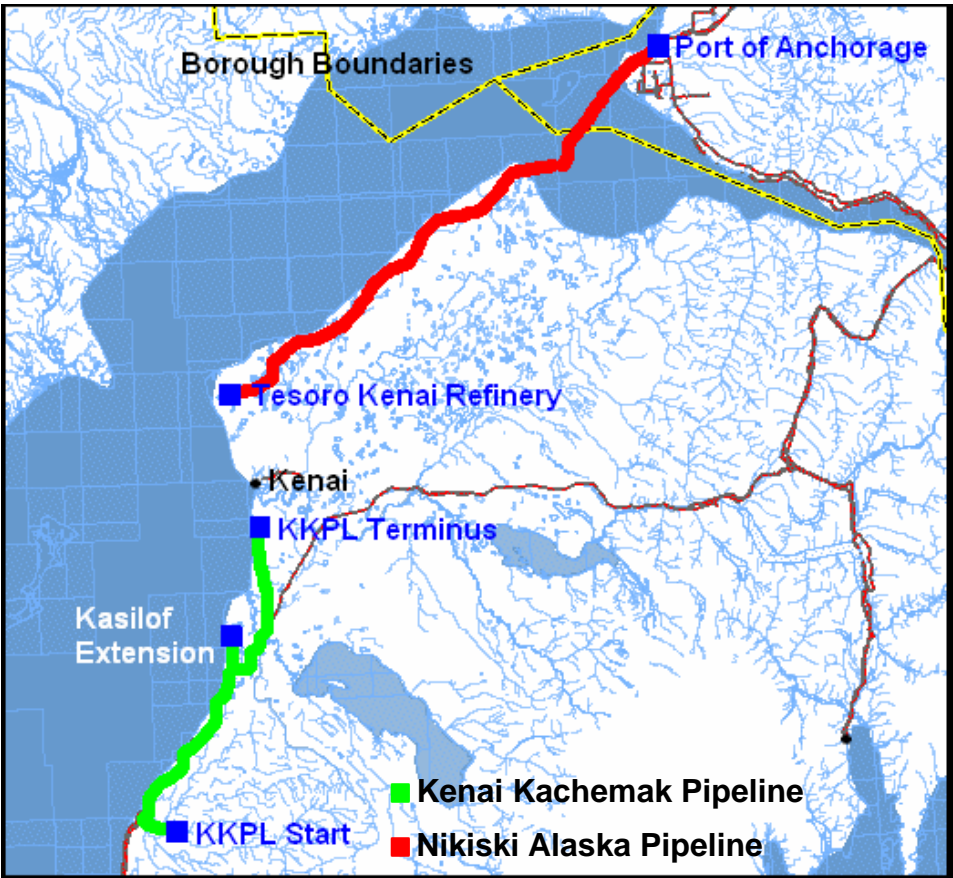 Port of Anchorage
Borough Boundaries
Tesoro Kenai Refinery
Kenai
KKPL Terminus
Kasilof
Extension
Kenai Kachemak Pipeline
KKPL Start
Nikiski Alaska Pipeline